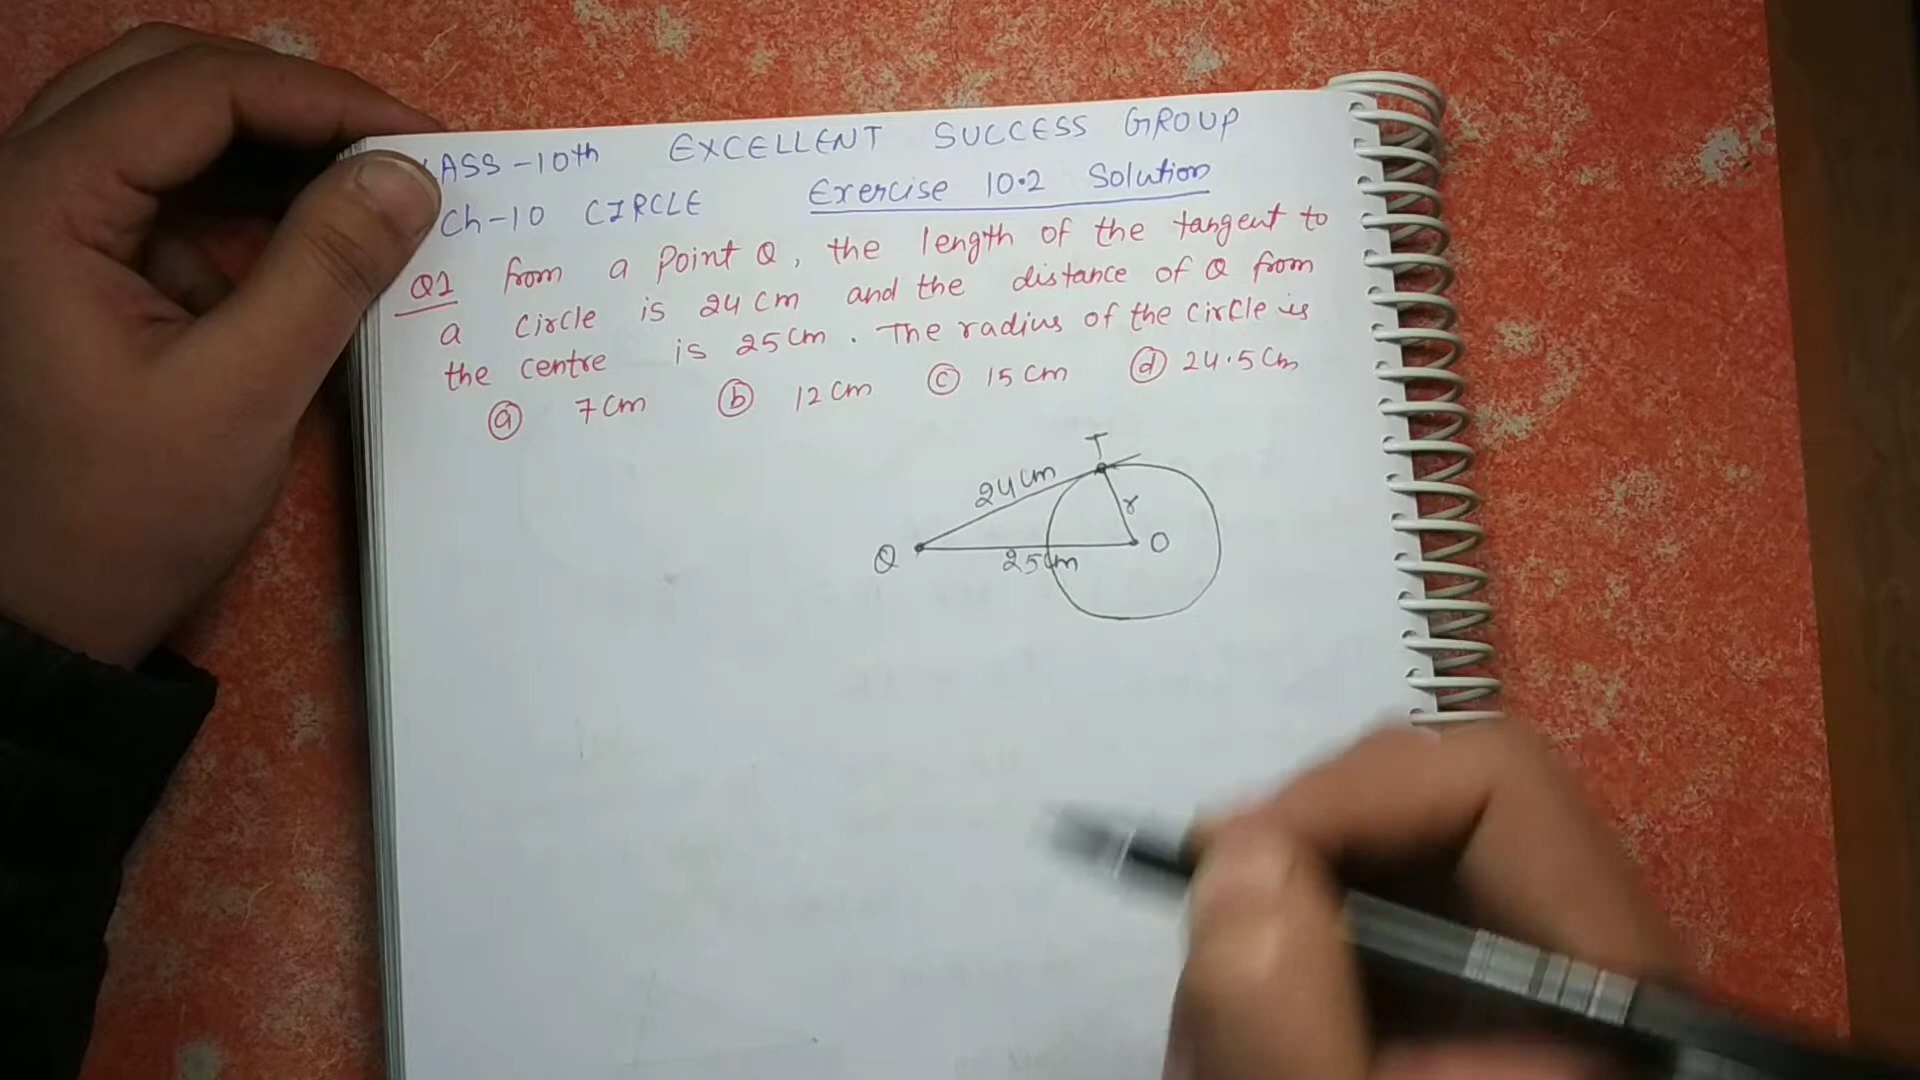 LASS-10th EXCELLENT SUCCESS GROUP
Ch-10 CIRCLE Exercise 10.2 Solution
Q1 from a point Q, the length of the tangent to
a circle is 24 cm and the distance of Q from
the centre is 25 cm. The radius of the circle is
(a) 7 cm (b) 12 cm (c) 15 cm (d) 24.5 cm
T
24 cm
r
Q
25 cm
O